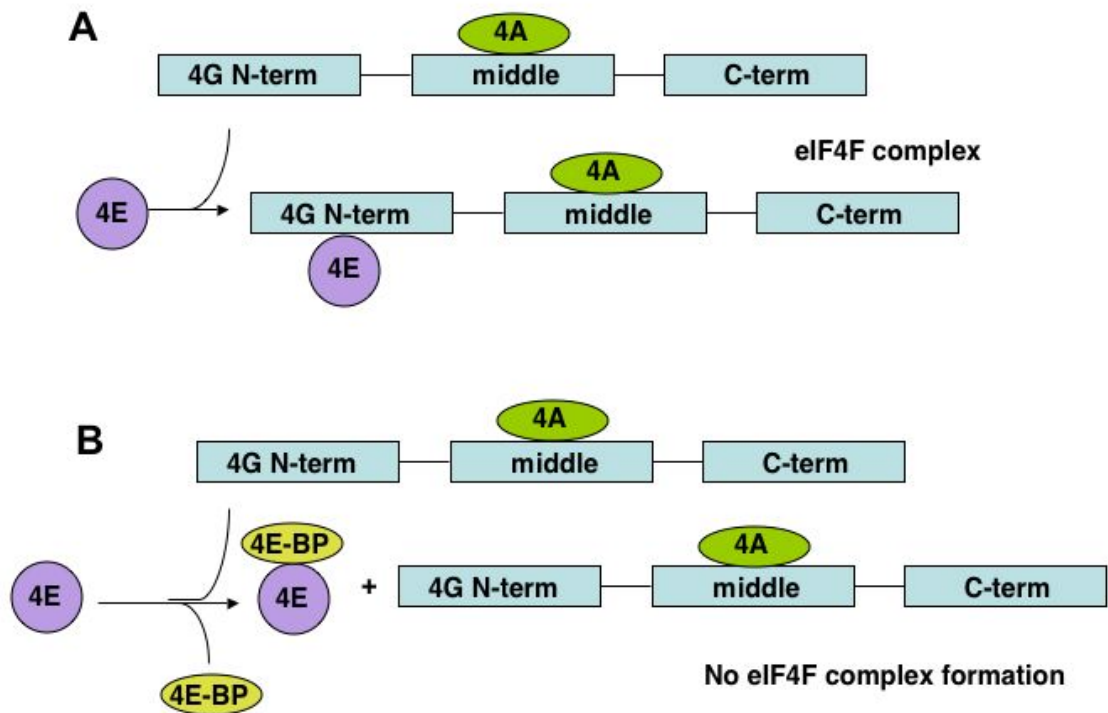 A
4A
4G N-term middle C-term
eIF4F complex
4A
4E 4G N-term middle C-term
4E
B
4A
4G N-term middle C-term
4E-BP 4A
4E 4E + 4G N-term middle C-term
4E-BP No eIF4F complex formation